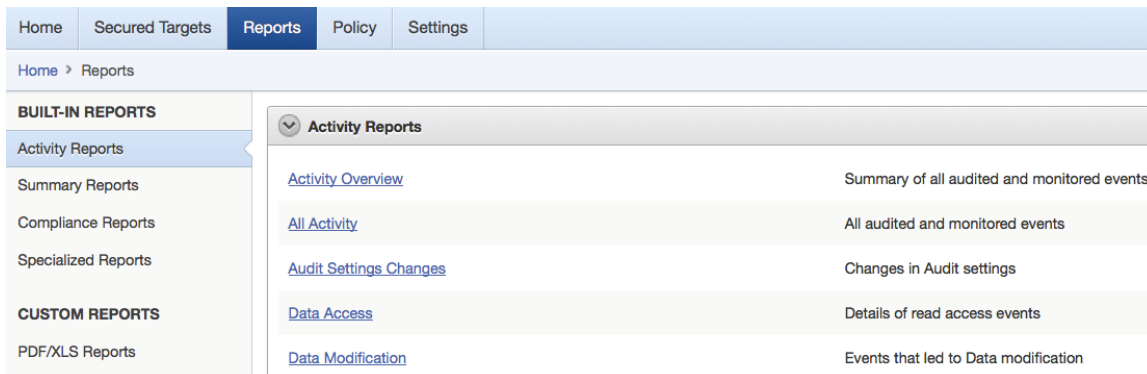 Home Secured Targets Reports Policy Settings
Home > Reports
BUILT-IN REPORTS
Activity Reports
Summary Reports
Compliance Reports
Specialized Reports
CUSTOM REPORTS
PDF/XLS Reports
Activity Reports
Activity Overview Summary of all audited and monitored events
All Activity All audited and monitored events
Audit Settings Changes Changes in Audit settings
Data Access Details of read access events
Data Modification Events that led to Data modification